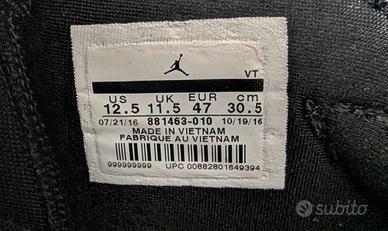 VT
US UK EUR cm
12.5 11.5 47 30.5
07/21/16 881463-010 10/19/16
MADE IN VIETNAM
FABRIQUE AU VIETNAM
999999999 UPC 00882801649394
subito